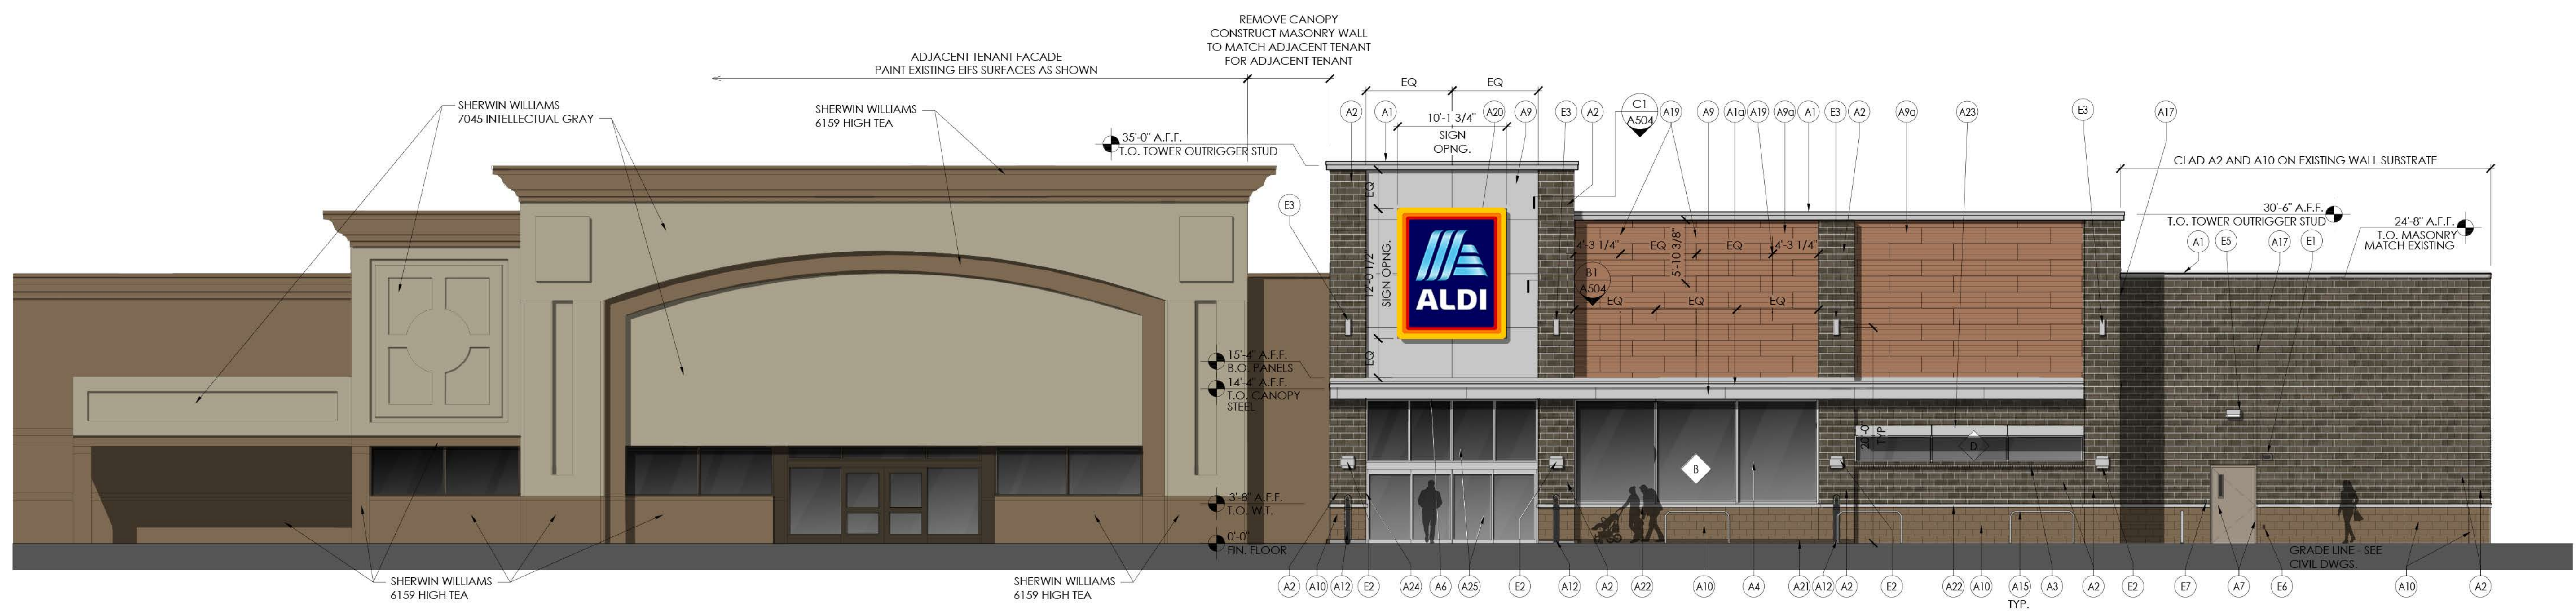 REMOVE CANOPY
CONSTRUCT MASONRY WALL
TO MATCH ADJACENT TENANT
FOR ADJACENT TENANT
ADJACENT TENANT FACADE
PAINT EXISTING EIFS SURFACES AS SHOWN
SHERWIN WILLIAMS
7045 INTELLECTUAL GRAY
SHERWIN WILLIAMS
6159 HIGH TEA
35'-0" A.F.F.
T.O. TOWER OUTRIGGER STUD
EQ
EQ
A2
A1
10'-1 3/4"
SIGN
OPNG.
A20
A9
E3
A2
C1
A504
A19
A9
A1a
A19
A9a
A1
E3
A2
A9a
A23
E3
A17
CLAD A2 AND A10 ON EXISTING WALL SUBSTRATE
30'-6" A.F.F.
T.O. TOWER OUTRIGGER STUD
24'-8" A.F.F.
T.O. MASONRY
MATCH EXISTING
A1
E5
A17
E1
E3
EQ
12'-0 1/2"
SIGN OPNG.
EQ
ALDI
4'-3 1/4"
EQ
5'-10 3/8"
EQ
4'-3 1/4"
B1
A504
EQ
EQ
EQ
15'-4" A.F.F.
B.O. PANELS
14'-4" A.F.F.
T.O. CANOPY
STEEL
20'-0
TYP
B
D
3'-8" A.F.F.
T.O. W.T.
0'-0"
FIN. FLOOR
GRADE LINE - SEE
CIVIL DWGS.
SHERWIN WILLIAMS
6159 HIGH TEA
SHERWIN WILLIAMS
6159 HIGH TEA
A2
A10
A12
E2
A24
A6
A25
E2
A12
A2
A22
A10
A4
A21
A12
A2
E2
A22
A10
A15
TYP.
A3
A2
E2
E7
A7
E6
A10
A2